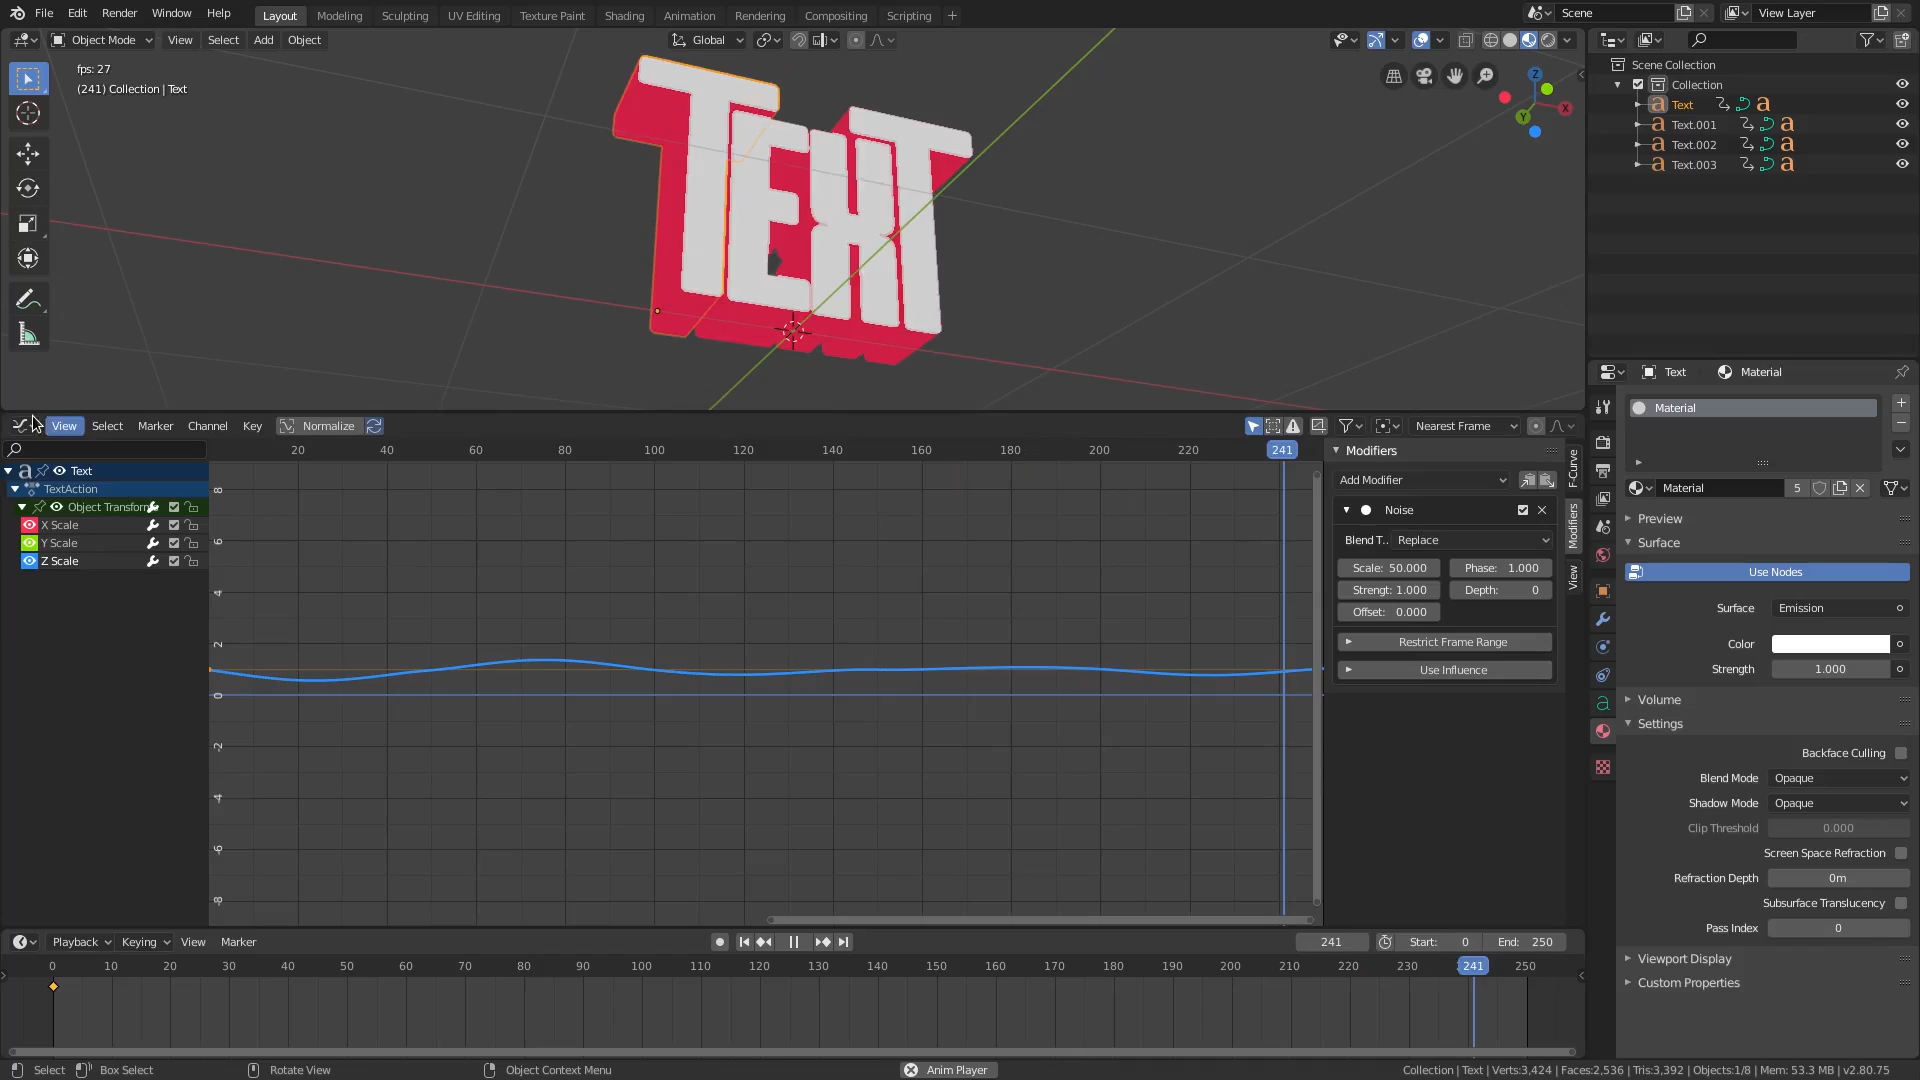 File Edit Render Window Help Layout Modeling Sculpting UV Editing Texture Paint Shading Animation Rendering Compositing Scripting + Scene View Layer
Object Mode View Select Add Object Global
fps: 27
(241) Collection | Text
TEXT
Z
X
Y
Scene Collection
Collection
Text
Text.001
Text.002
Text.003
View Select Marker Channel Key Normalize Nearest Frame
20 40 60 80 100 120 140 160 180 200 220 241
Text
TextAction
Object Transform
X Scale
Y Scale
Z Scale
8
6
4
2
0
-2
-4
-6
-8
Modifiers
Add Modifier
Noise
Blend T.. Replace
Scale: 50.000 Phase: 1.000
Strengt: 1.000 Depth: 0
Offset: 0.000
Restrict Frame Range
Use Influence
F-Curve
Modifiers
View
Text Material
Material
Material 5
Preview
Surface
Use Nodes
Surface Emission
Color
Strength 1.000
Volume
Settings
Backface Culling
Blend Mode Opaque
Shadow Mode Opaque
Clip Threshold 0.000
Screen Space Refraction
Refraction Depth 0m
Subsurface Translucency
Pass Index 0
Viewport Display
Custom Properties
Playback Keying View Marker 241 Start: 0 End: 250
0 10 20 30 40 50 60 70 80 90 100 110 120 130 140 150 160 170 180 190 200 210 220 230 241 250
Select Box Select Rotate View Object Context Menu Anim Player Collection | Text | Verts:3,424 | Faces:2,536 | Tris:3,392 | Objects:1/8 | Mem: 53.3 MB | v2.80.75